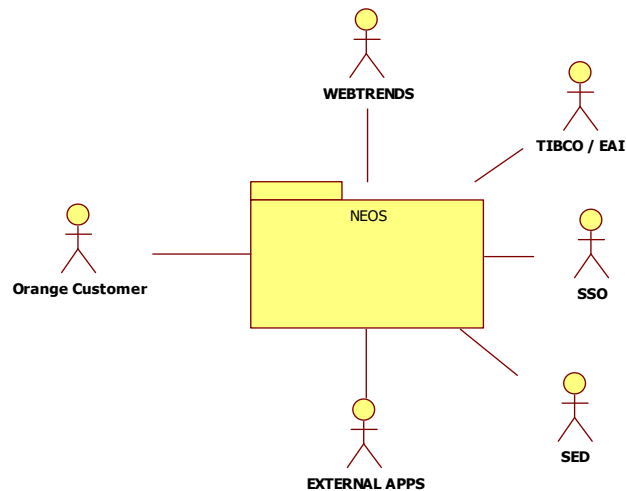 WEBTRENDS
TIBCO / EAI
NEOS
Orange Customer
SSO
SED
EXTERNAL APPS